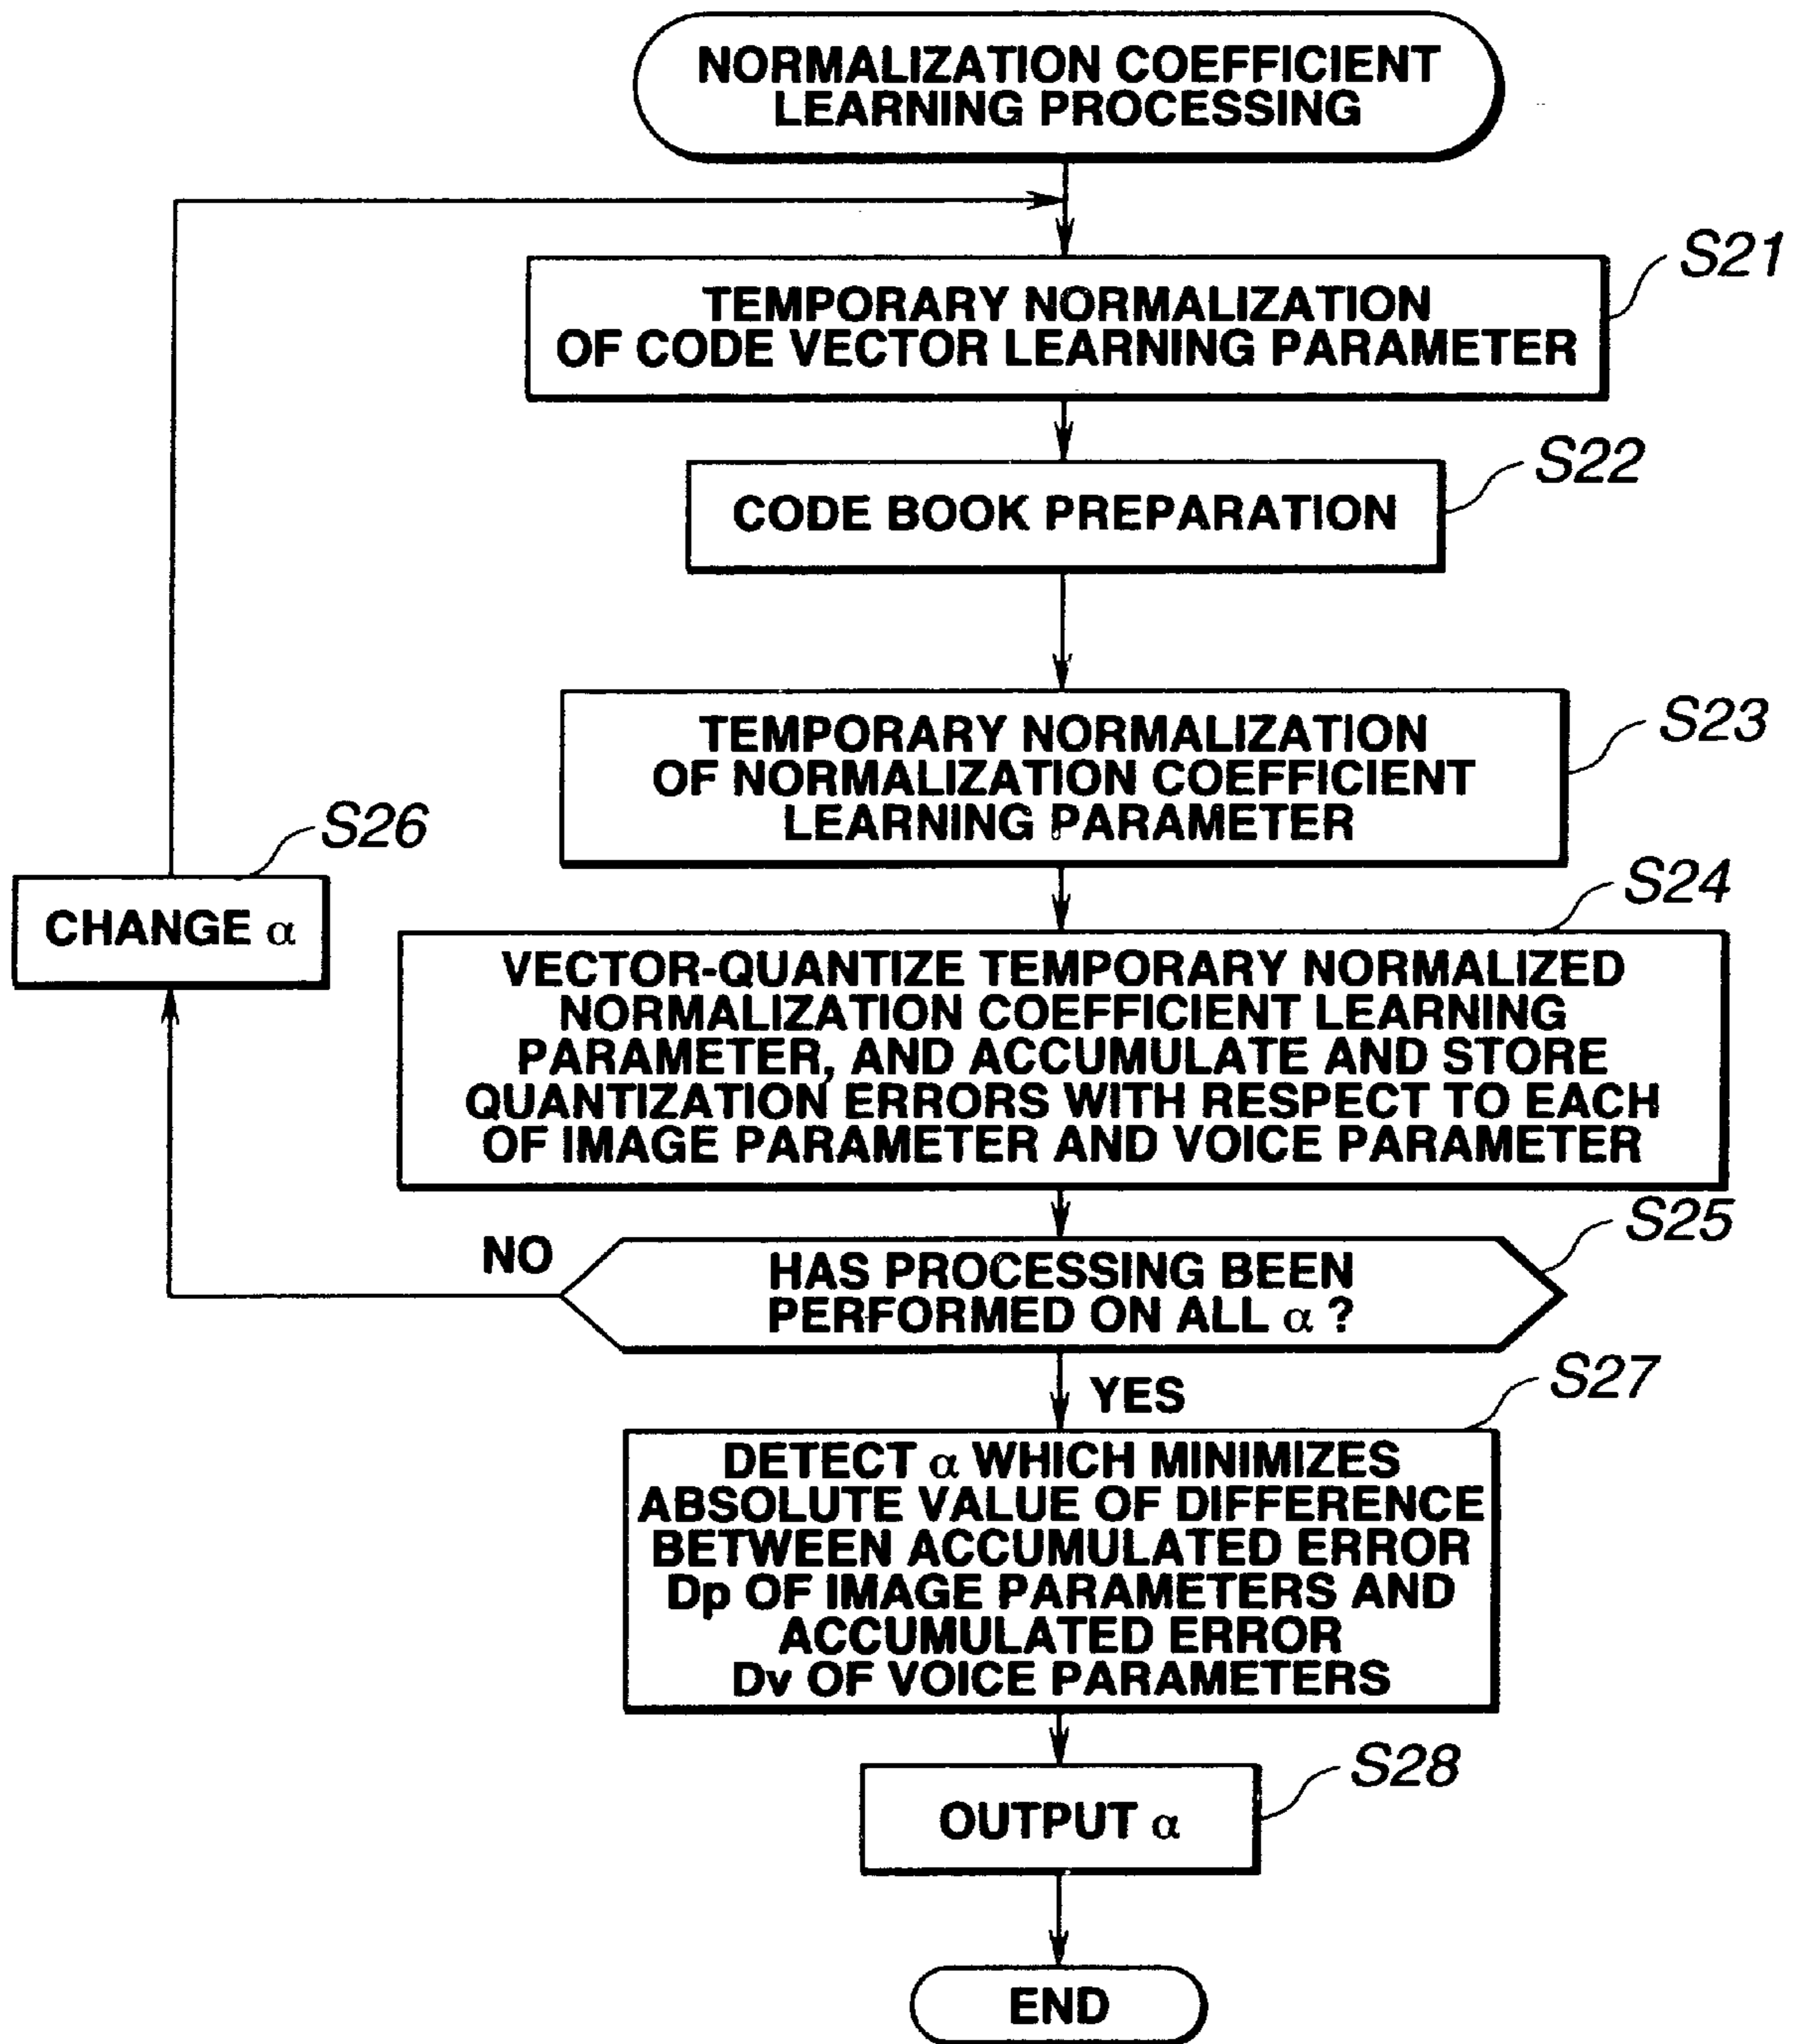 NORMALIZATION COEFFICIENT
LEARNING PROCESSING
S21
TEMPORARY NORMALIZATION
OF CODE VECTOR LEARNING PARAMETER
S22
CODE BOOK PREPARATION
S23
TEMPORARY NORMALIZATION
OF NORMALIZATION COEFFICIENT
LEARNING PARAMETER
S26
CHANGE α
S24
VECTOR-QUANTIZE TEMPORARY NORMALIZED
NORMALIZATION COEFFICIENT LEARNING
PARAMETER, AND ACCUMULATE AND STORE
QUANTIZATION ERRORS WITH RESPECT TO EACH
OF IMAGE PARAMETER AND VOICE PARAMETER
S25
NO
HAS PROCESSING BEEN
PERFORMED ON ALL α ?
YES
S27
DETECT α WHICH MINIMIZES
ABSOLUTE VALUE OF DIFFERENCE
BETWEEN ACCUMULATED ERROR
Dp OF IMAGE PARAMETERS AND
ACCUMULATED ERROR
Dv OF VOICE PARAMETERS
S28
OUTPUT α
END